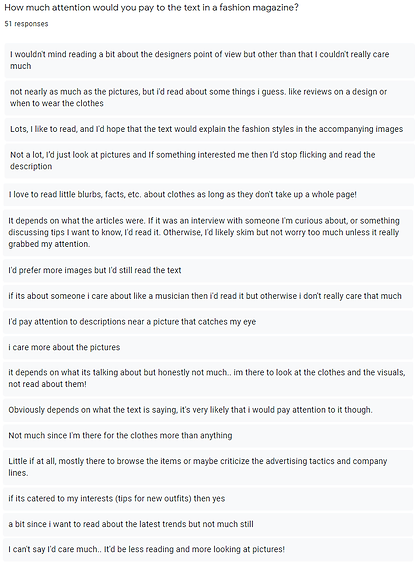 How much attention would you pay to the text in a fashion magazine?
51 responses
I wouldn't mind reading a bit about the designers point of view but other than that I couldn't really care
much
not nearly as much as the pictures, but i'd read about some things i guess. like reviews on a design or
when to wear the clothes
Lots, I like to read, and I'd hope that the text would explain the fashion styles in the accompanying images
Not a lot, I'd just look at pictures and If something interested me then I'd stop flicking and read the
description
I love to read little blurbs, facts, etc. about clothes as long as they don't take up a whole page!
It depends on what the articles were. If it was an interview with someone I'm curious about, or something
discussing tips I want to know, I'd read it. Otherwise, I'd likely skim but not worry too much unless it really
grabbed my attention.
I'd prefer more images but I'd still read the text
if its about someone i care about like a musician then i'd read it but otherwise i don't really care that much
I'd pay attention to descriptions near a picture that catches my eye
i care more about the pictures
it depends on what its talking about but honestly not much.. im there to look at the clothes and the visuals,
not read about them!
Obviously depends on what the text is saying, it's very likely that i would pay attention to it though.
Not much since I'm there for the clothes more than anything
Little if at all, mostly there to browse the items or maybe criticize the advertising tactics and company
lines.
if its catered to my interests (tips for new outfits) then yes
a bit since i want to read about the latest trends but not much still
I can't say I'd care much.. It'd be less reading and more looking at pictures!